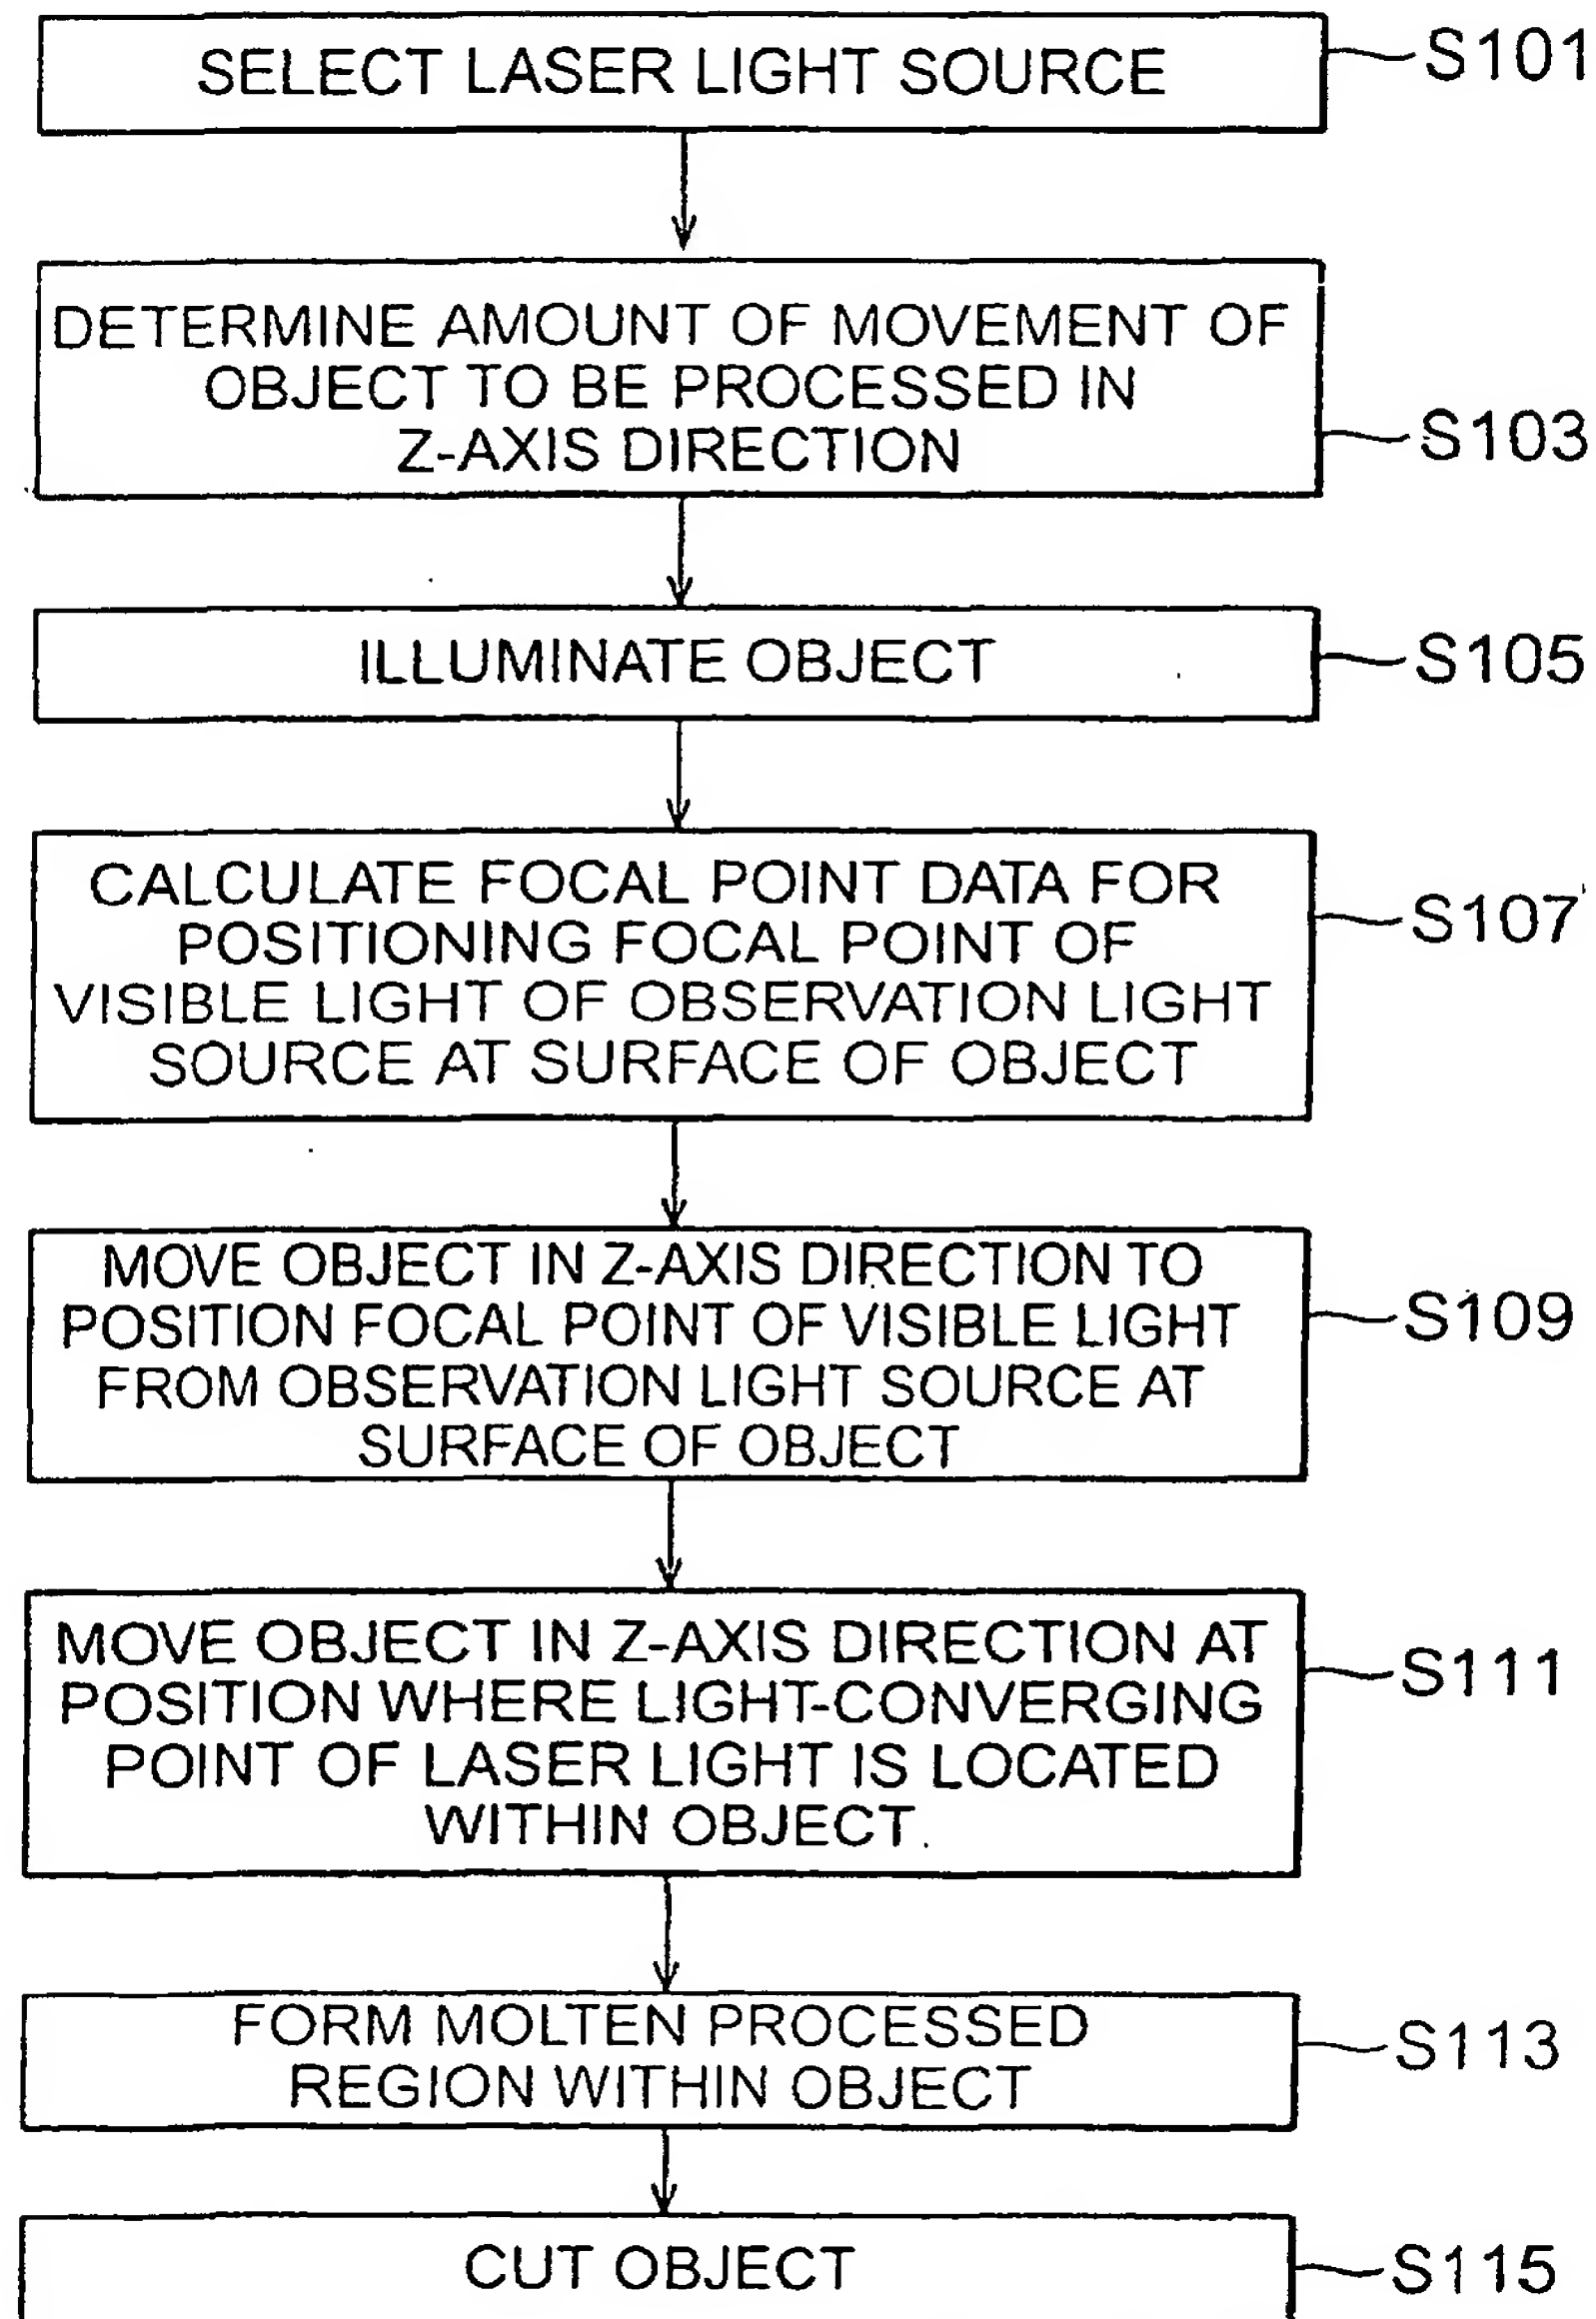 SELECT LASER LIGHT SOURCE
S101
DETERMINE AMOUNT OF MOVEMENT OF
OBJECT TO BE PROCESSED IN
Z-AXIS DIRECTION
S103
ILLUMINATE OBJECT
S105
CALCULATE FOCAL POINT DATA FOR
POSITIONING FOCAL POINT OF
VISIBLE LIGHT OF OBSERVATION LIGHT
SOURCE AT SURFACE OF OBJECT
S107
MOVE OBJECT IN Z-AXIS DIRECTION TO
POSITION FOCAL POINT OF VISIBLE LIGHT
FROM OBSERVATION LIGHT SOURCE AT
SURFACE OF OBJECT
S109
MOVE OBJECT IN Z-AXIS DIRECTION AT
POSITION WHERE LIGHT-CONVERGING
POINT OF LASER LIGHT IS LOCATED
WITHIN OBJECT
S111
FORM MOLTEN PROCESSED
REGION WITHIN OBJECT
S113
CUT OBJECT
S115